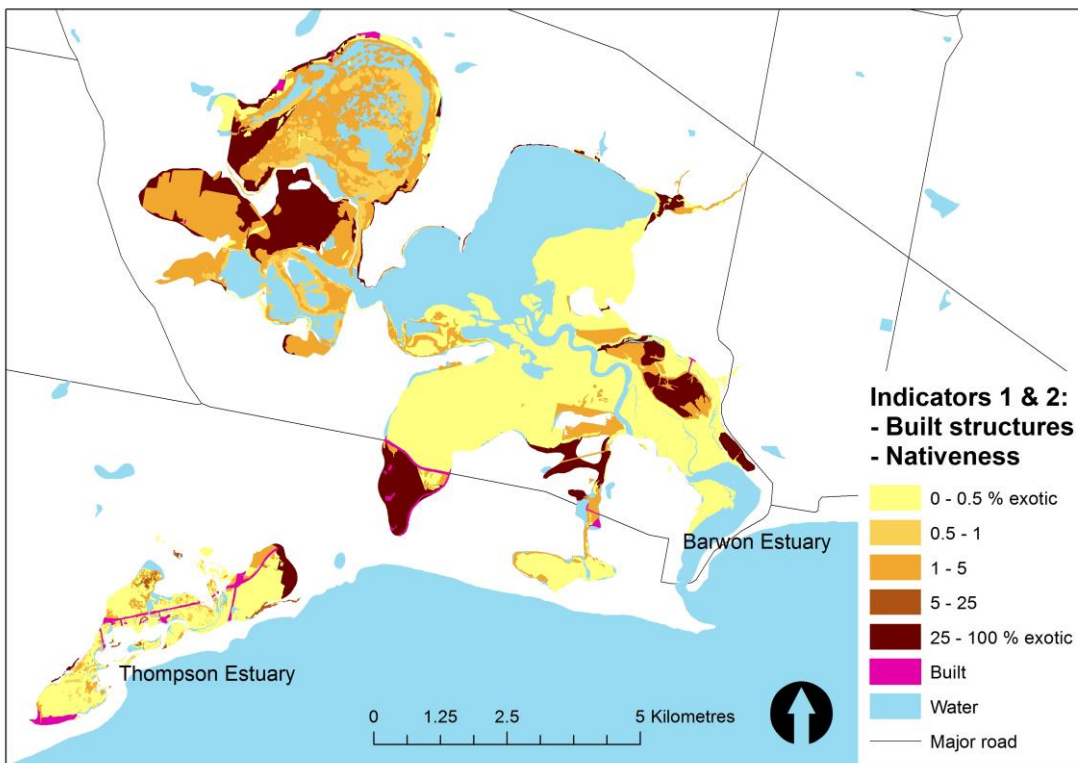 Indicators 1 & 2:
- Built structures
- Nativeness
0 - 0.5 % exotic
0.5 - 1
1 - 5
5 - 25
25 - 100 % exotic
Built
Water
Major road
Barwon Estuary
Thompson Estuary
0 1.25 2.5 5 Kilometres